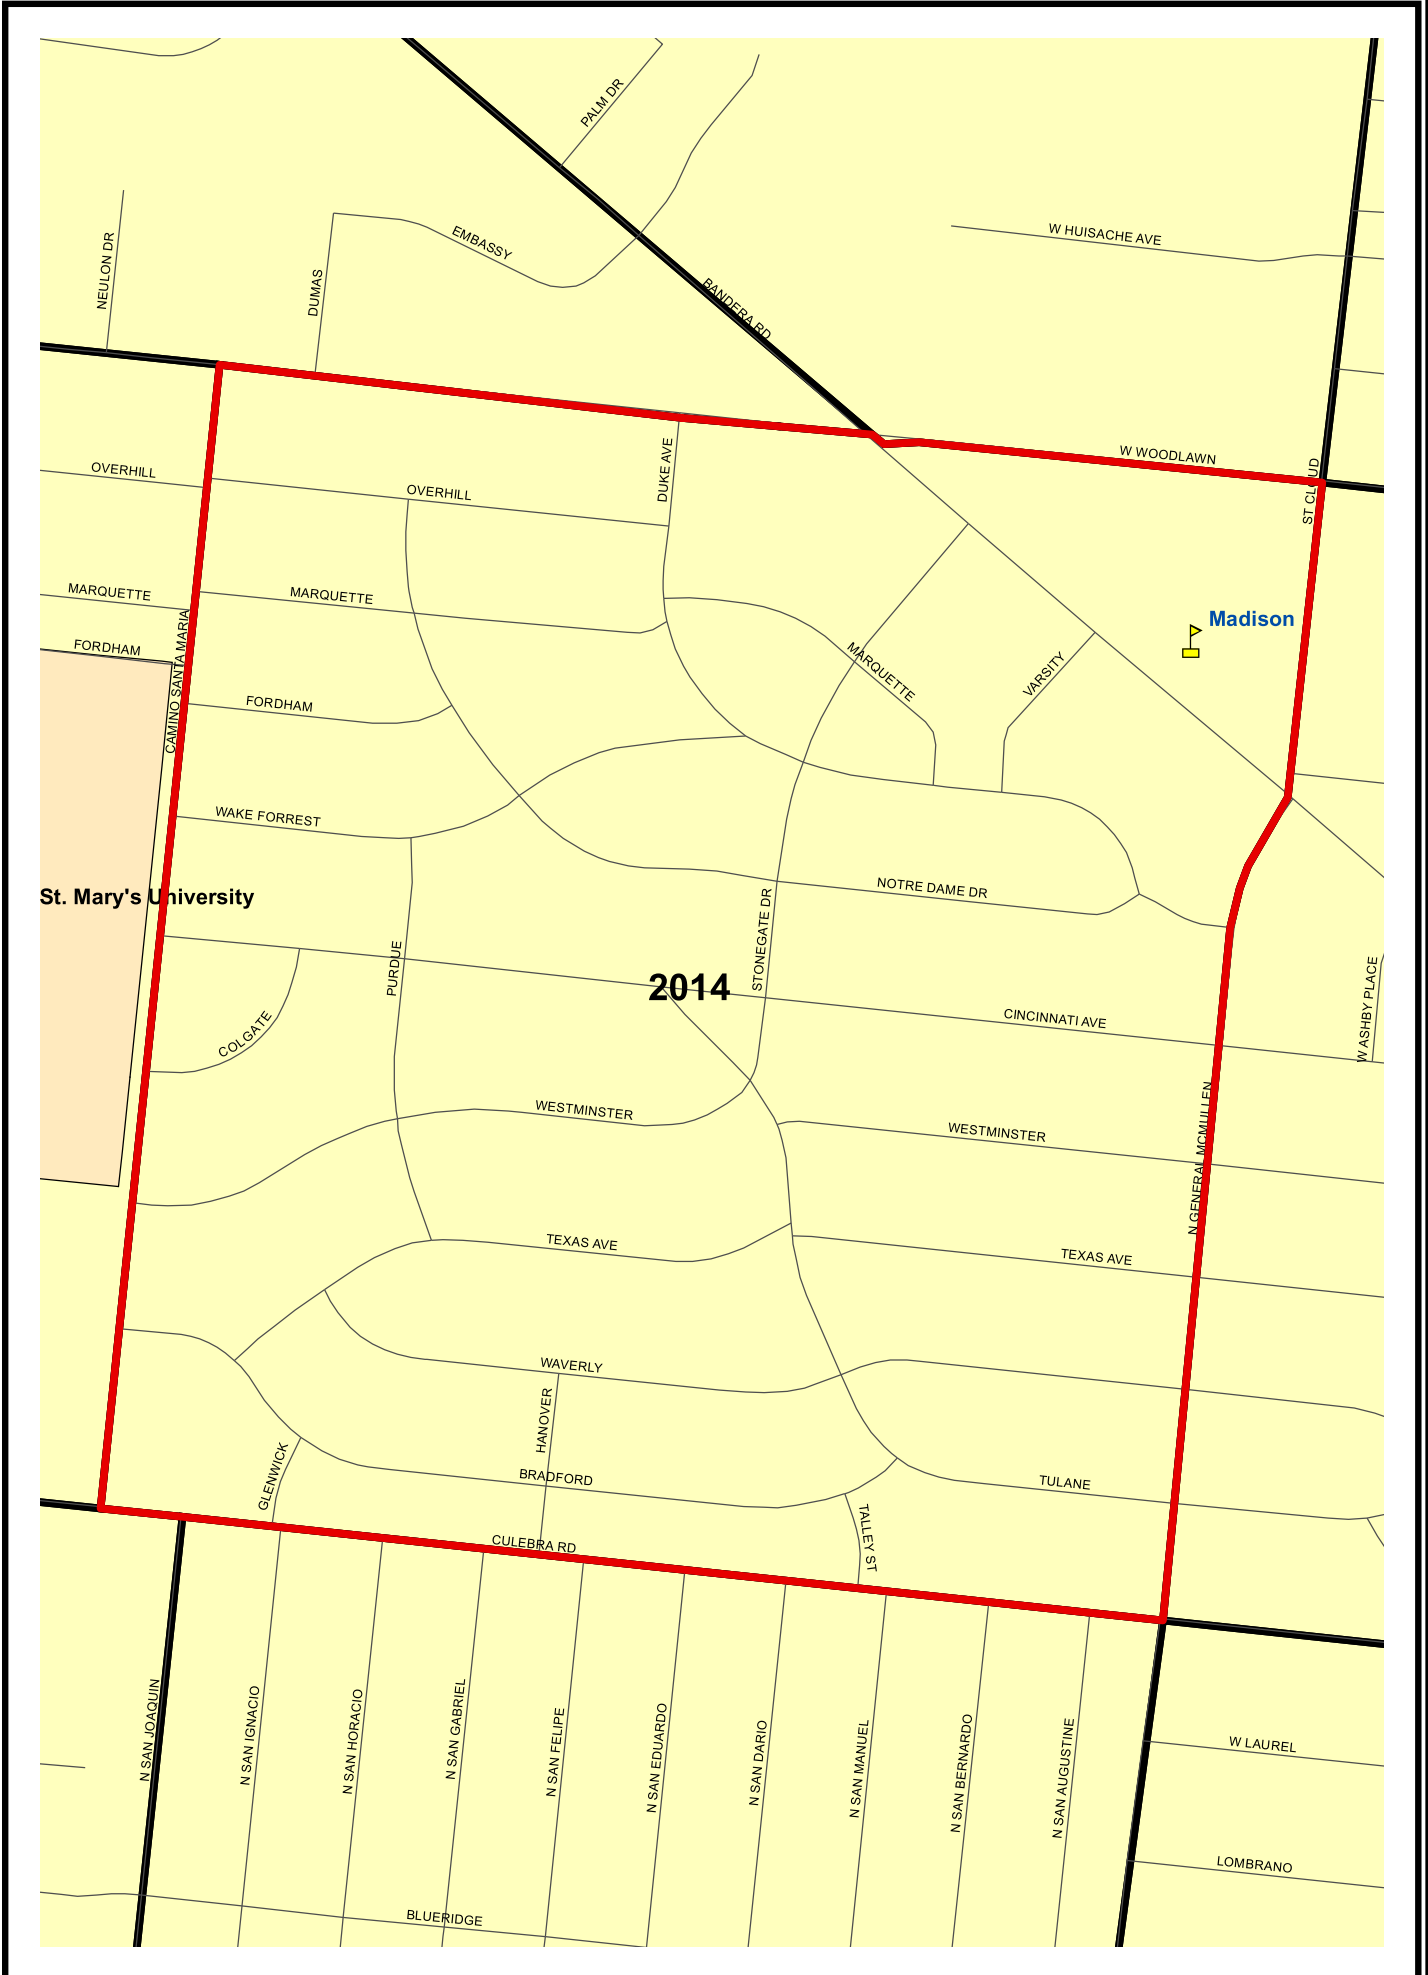 PALM DR
W HUISACHE AVE
EMBASSY
NEULON DR
DUMAS
BANDERA RD
W WOODLAWN
ST CLOUD
OVERHILL
OVERHILL
DUKE AVE
MARQUETTE
MARQUETTE
Madison
FORDHAM
CAMINO SANTA MARIA
MARQUETTE
VARSITY
FORDHAM
WAKE FORREST
St. Mary's University
NOTRE DAME DR
STONEGATE DR
PURDUE
2014
W ASHBY PLACE
CINCINNATI AVE
COLGATE
WESTMINSTER
WESTMINSTER
N GENERAL MCMULLEN
TEXAS AVE
TEXAS AVE
WAVERLY
HANOVER
GLENWICK
BRADFORD
TULANE
TALLEY ST
CULEBRA RD
N SAN JOAQUIN
N SAN IGNACIO
N SAN HORACIO
N SAN GABRIEL
N SAN FELIPE
N SAN EDUARDO
N SAN DARIO
N SAN MANUEL
N SAN BERNARDO
N SAN AUGUSTINE
W LAUREL
LOMBRANO
BLUERIDGE